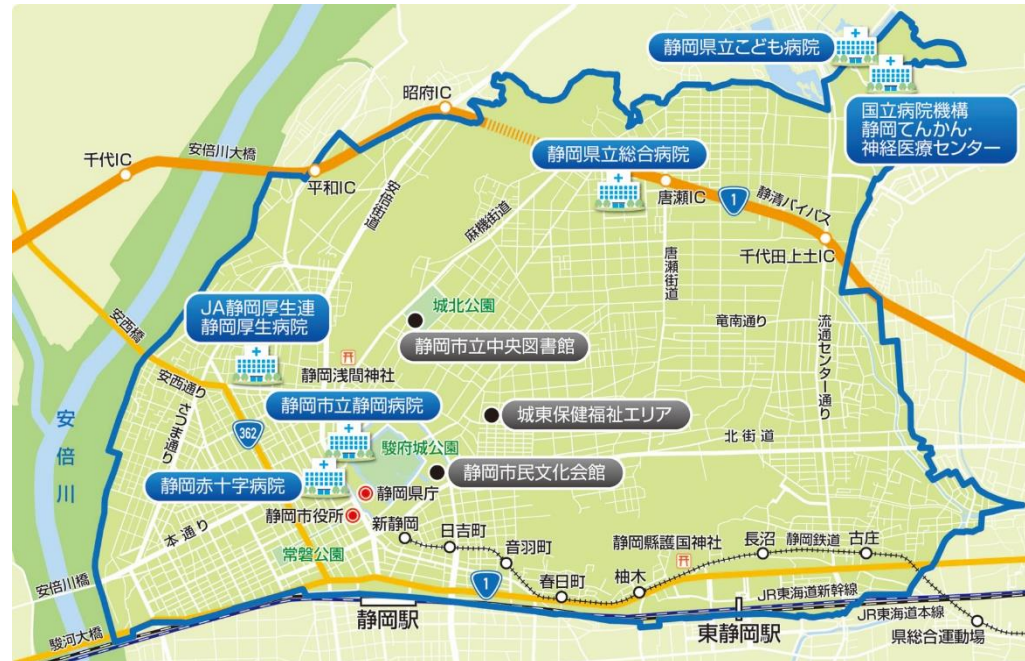 静岡県立こども病院
国立病院機構
静岡てんかん・
神経医療センター
昭府IC
安倍川大橋
千代IC
平和IC
安倍街道
麻機街道
静岡県立総合病院
唐瀬IC
1
静清バイパス
千代田上土IC
唐瀬街道
竜南通り
流通センター通り
JA静岡厚生連
静岡厚生病院
城北公園
静岡市立中央図書館
静岡浅間神社
安西橋
安西通り
さつま通り
362
静岡市立静岡病院
城東保健福祉エリア
駿府城公園
北街道
静岡市民文化会館
静岡赤十字病院
静岡県庁
静岡市役所
安倍川
本通り
常磐公園
新静岡
日吉町
音羽町
春日町
柚木
静岡縣護国神社
長沼
静岡鉄道
古庄
安倍川橋
駿河大橋
静岡駅
1
東静岡駅
JR東海道新幹線
JR東海道本線
県総合運動場